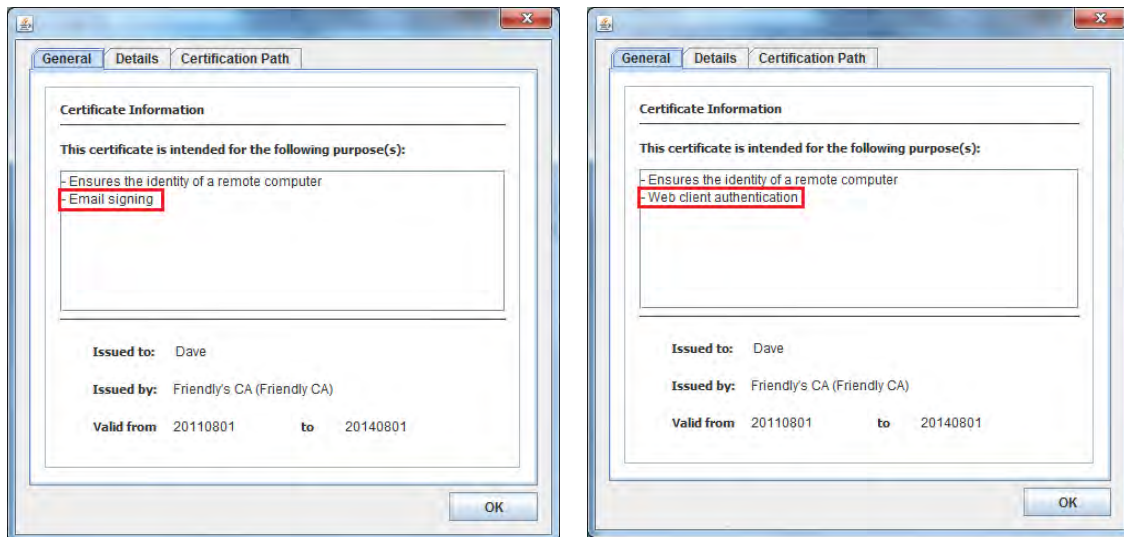 General Details Certification Path
Certificate Information
This certificate is intended for the following purpose(s):
- Ensures the identity of a remote computer
- Email signing
Issued to: Dave
Issued by: Friendly's CA (Friendly CA)
Valid from 20110801 to 20140801
OK
General Details Certification Path
Certificate Information
This certificate is intended for the following purpose(s):
- Ensures the identity of a remote computer
- Web client authentication
Issued to: Dave
Issued by: Friendly's CA (Friendly CA)
Valid from 20110801 to 20140801
OK